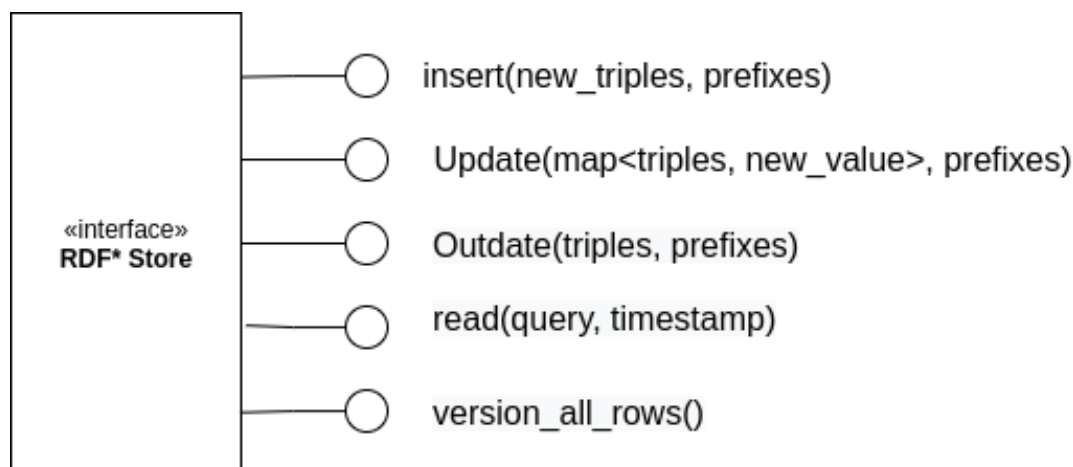 insert(new_triples, prefixes)
Update(map<triples, new_value>, prefixes)
«interface»
RDF* Store
Outdate(triples, prefixes)
read(query, timestamp)
version_all_rows()